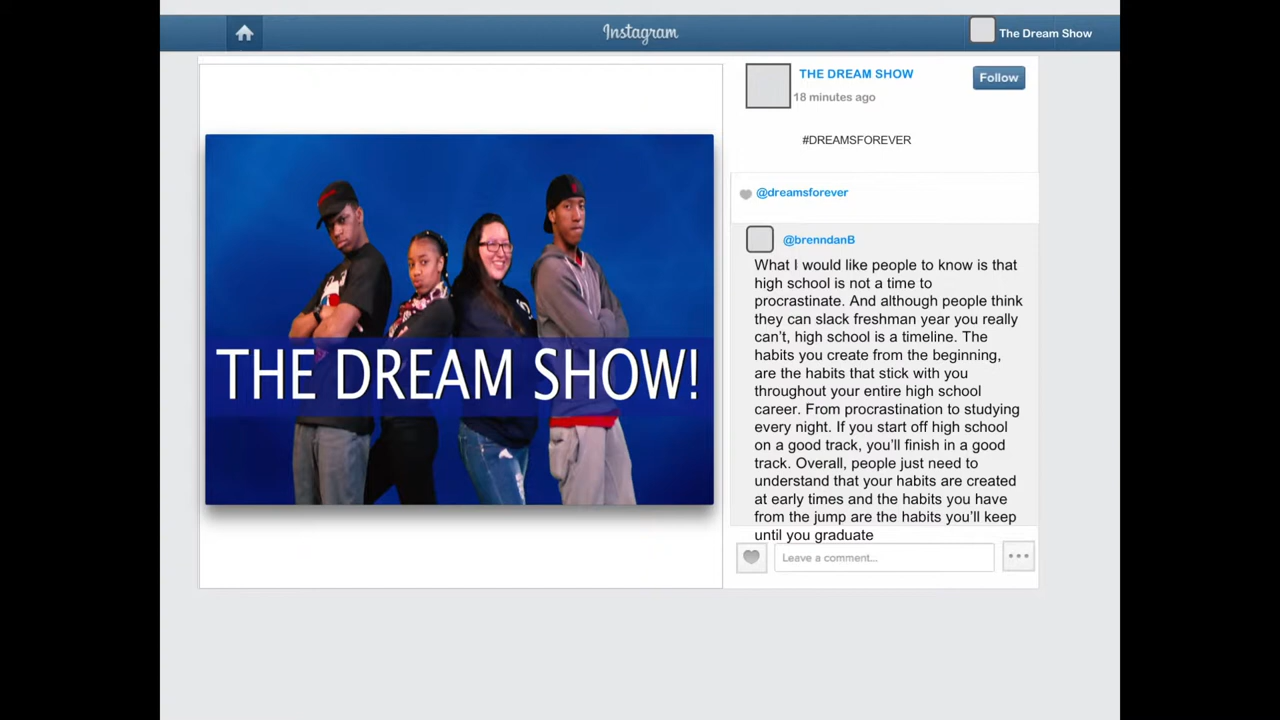 Instagram
The Dream Show
THE DREAM SHOW!
THE DREAM SHOW
Follow
18 minutes ago
#DREAMSFOREVER
@dreamsforever
@brenndanB
What I would like people to know is that
high school is not a time to
procrastinate. And although people think
they can slack freshman year you really
can’t, high school is a timeline. The
habits you create from the beginning,
are the habits that stick with you
throughout your entire high school
career. From procrastination to studying
every night. If you start off high school
on a good track, you’ll finish in a good
track. Overall, people just need to
understand that your habits are created
at early times and the habits you have
from the jump are the habits you’ll keep
until you graduate
Leave a comment...